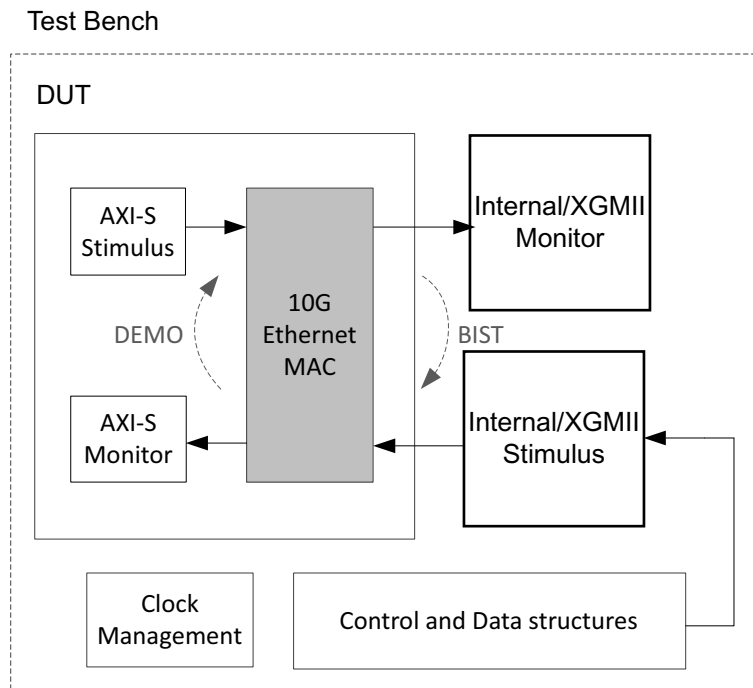 Test Bench
DUT
AXI-S
Stimulus
Internal/XGMII
Monitor
10G
Ethernet
MAC
DEMO
BIST
AXI-S
Monitor
Internal/XGMII
Stimulus
Clock
Management
Control and Data structures